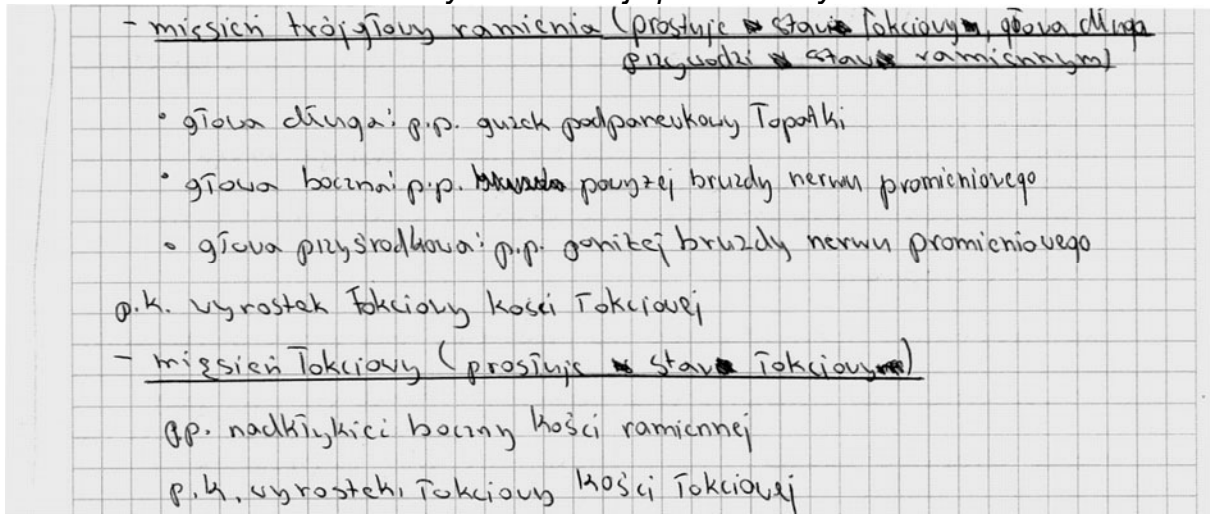 - mięsień trójgłowy ramienia (prostuje staw łokciowy, głowa długa
przywodzi staw ramiennym)
• głowa długa: p.p. guzek podpanewkowy łopatki
• głowa boczna: p.p. powyżej bruzdy nerwu promieniowego
• głowa przyśrodkowa: p.p. poniżej bruzdy nerwu promieniowego
p.k. wyrostek łokciowy kości łokciowej
- mięsień łokciowy (prostuje staw łokciowy)
p.p. nadkłykieć boczny kości ramiennej
p.k. wyrostek łokciowy kości łokciowej